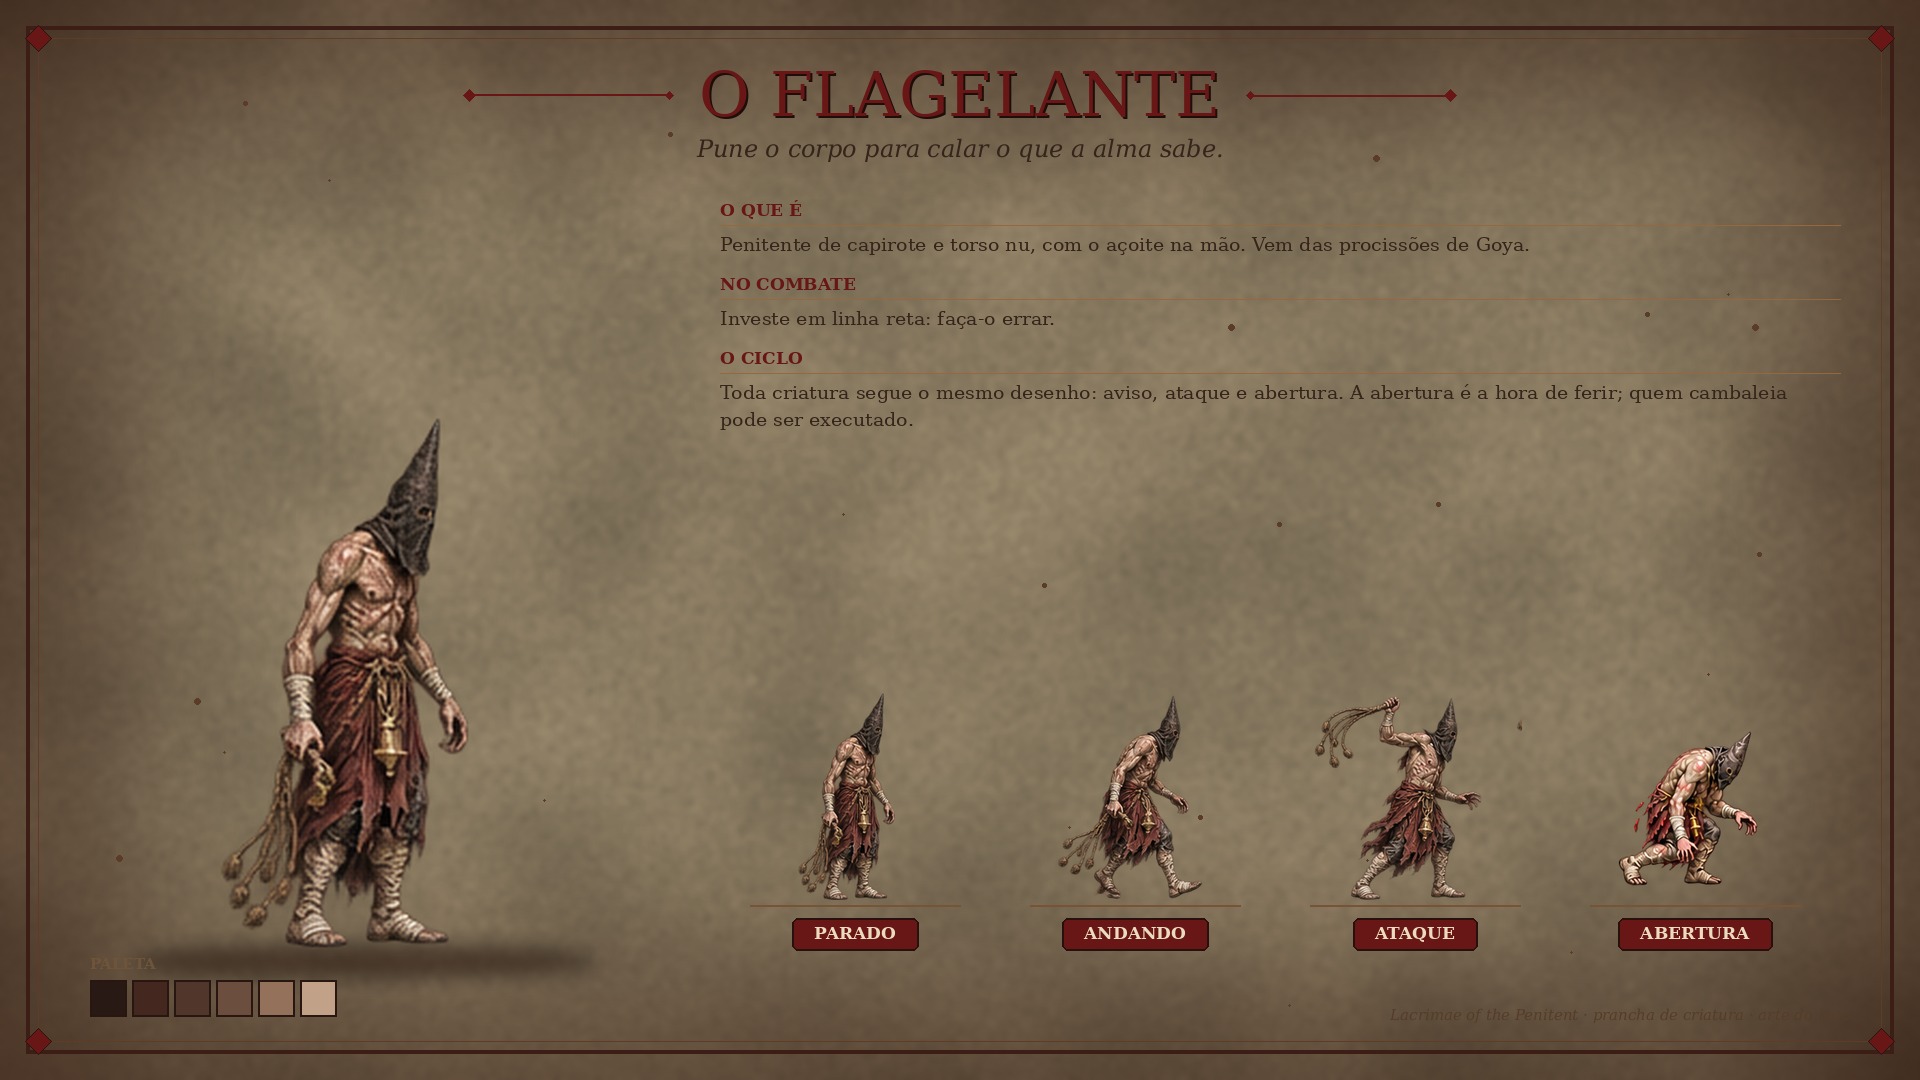 O FLAGELANTE
Pune o corpo para calar o que a alma sabe.
O QUE É
Penitente de capirote e torso nu, com o açoite na mão. Vem das procissões de Goya.
NO COMBATE
Investe em linha reta: faça-o errar.
O CICLO
Toda criatura segue o mesmo desenho: aviso, ataque e abertura. A abertura é a hora de ferir; quem cambaleia
pode ser executado.
PARADO
ANDANDO
ATAQUE
ABERTURA
PALETA
Lacrimae of the Penitent · prancha de criatura ·